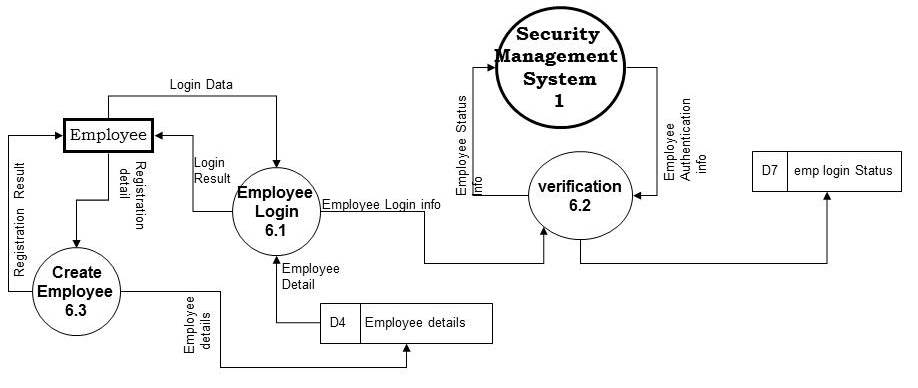 Security
Management
System
1
Login Data
Employee
Registration Result
Registration
detail
Login
Result
Employee
Login
6.1
Employee Login info
Employee Status
info
Employee
Authentication
info
verification
6.2
D7 emp login Status
Create
Employee
6.3
Employee
Detail
Employee
details
D4 Employee details